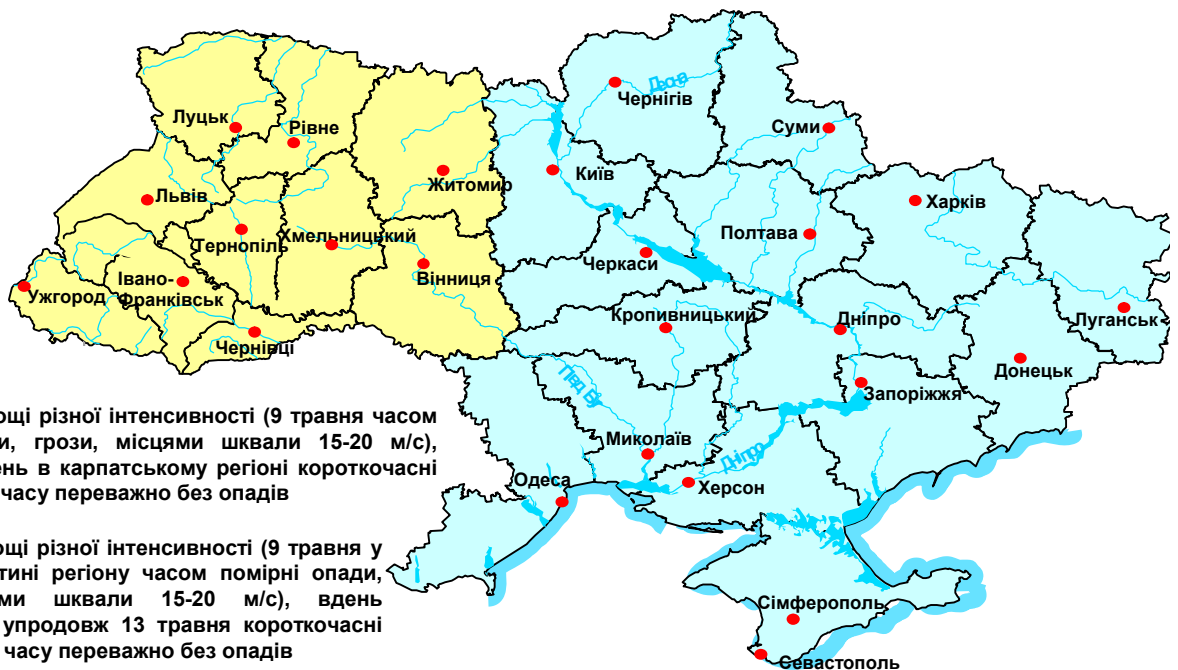 Десна
Чернігів
Луцьк
Рівне
Суми
Житомир
Київ
Львів
Харків
Тернопіль
Хмельницький
Полтава
Черкаси
Вінниця
Ужгород
Івано-
Франківськ
Кропивницький
Дніпро
Луганськ
Чернівці
Донецьк
Запоріжжя
Півд Бу
ощі різної інтенсивності (9 травня часом
и, грози, місцями шквали 15-20 м/с),
ень в карпатському регіоні короткочасні
часу переважно без опадів
Миколаїв
Дніпро
Херсон
Одеса
ощі різної інтенсивності (9 травня у
тині регіону часом помірні опади,
ми шквали 15-20 м/с), вдень
упродовж 13 травня короткочасні
часу переважно без опадів
Сімферополь
Севастополь